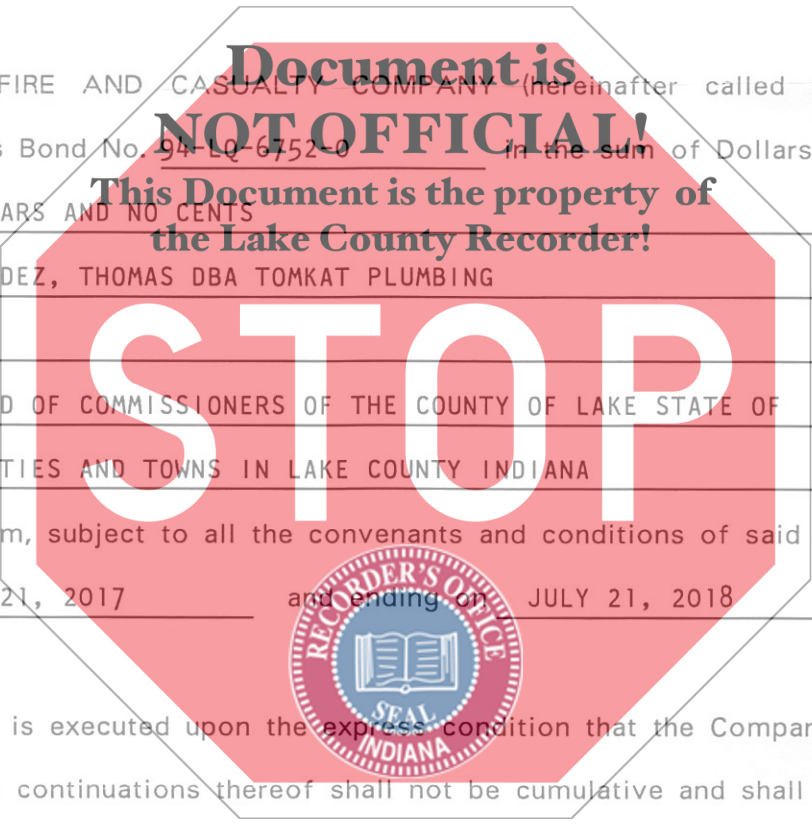 Document is
FIRE AND CASUALTY COMPANY (hereinafter called
NOT OFFICIAL!
s Bond No. 94-LQ-6752-0 in the sum of Dollars
This Document is the property of
ARS AND NO CENTS
the Lake County Recorder!
DEZ, THOMAS DBA TOMKAT PLUMBING
STOP
D OF COMMISSIONERS OF THE COUNTY OF LAKE STATE OF
TIES AND TOWNS IN LAKE COUNTY INDIANA
m, subject to all the convenants and conditions of said
21, 2017 and ending on JULY 21, 2018
RECORDER'S OFFICE
SEAL
INDIANA
is executed upon the express condition that the Compan
continuations thereof shall not be cumulative and shall